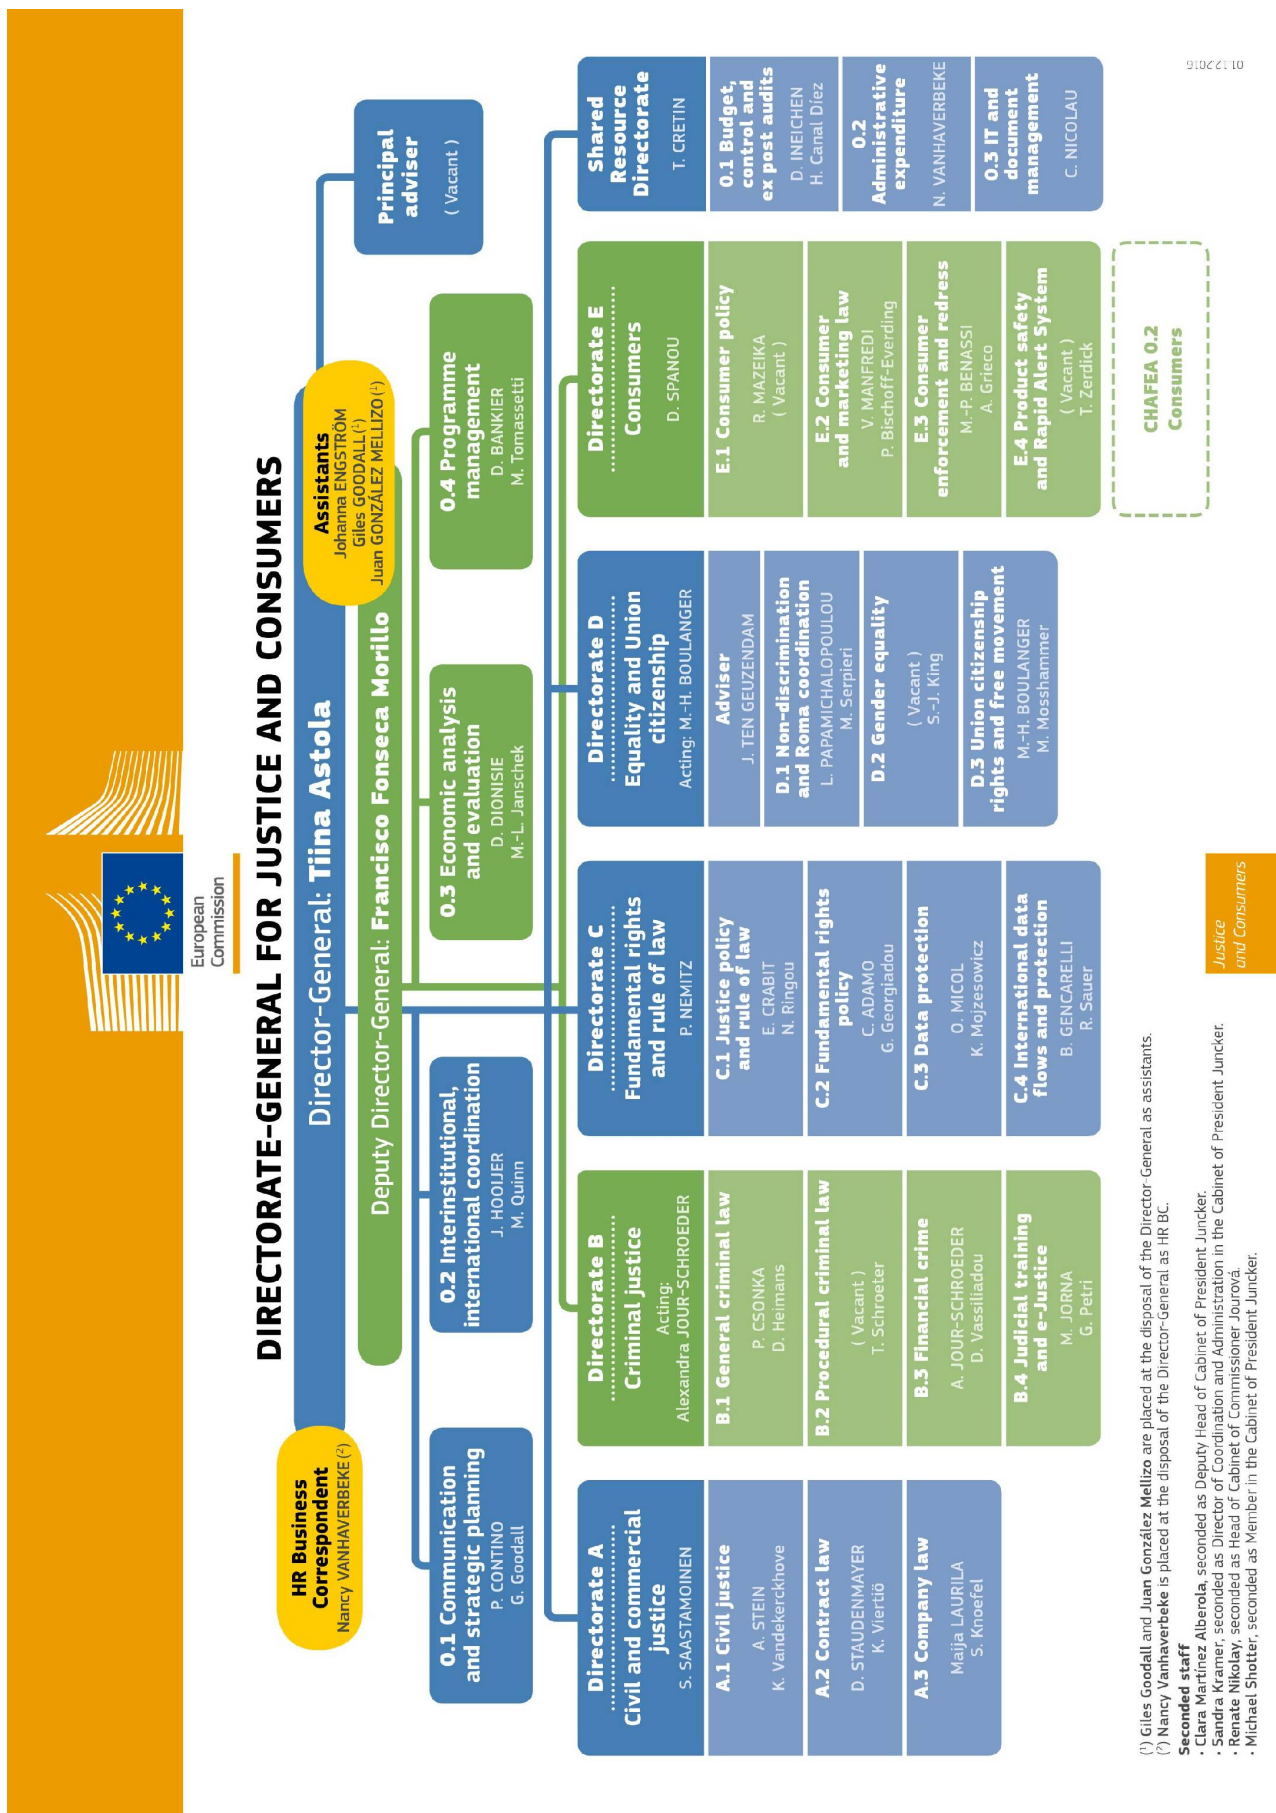 European
Commission
DIRECTORATE-GENERAL FOR JUSTICE AND CONSUMERS
HR Business
Correspondent
Nancy VANHAVERBEKE (²)
Director-General: Tiina Astola
Assistants
Johanna ENGSTRÖM
Giles GOODALL(¹)
Juan GONZÁLEZ MELLIZO (¹)
Deputy Director-General: Francisco Fonseca Morillo
Principal
adviser
( Vacant )
0.1 Communication
and strategic planning
P. CONTINO
G. Goodall
0.2 Interinstitutional,
international coordination
J. HOOIJER
M. Quinn
0.3 Economic analysis
and evaluation
D. DIONISIE
M.-L. Janschek
0.4 Programme
management
D. BANKIER
M. Tomassetti
Directorate A
Civil and commercial
justice
S. SAASTAMOINEN
A.1 Civil justice
A. STEIN
K. Vandekerckhove
A.2 Contract law
D. STAUDENMAYER
K. Viertiö
A.3 Company law
Maija LAURILA
S. Knoefel
Directorate B
Criminal justice
Acting:
Alexandra JOUR-SCHROEDER
B.1 General criminal law
P. CSONKA
D. Heimans
B.2 Procedural criminal law
( Vacant )
T. Schroeter
B.3 Financial crime
A. JOUR-SCHROEDER
D. Vassiliadou
B.4 Judicial training
and e-Justice
M. JORNA
G. Petri
Directorate C
Fundamental rights
and rule of law
P. NEMITZ
C.1 Justice policy
and rule of law
E. CRABIT
N. Ringou
C.2 Fundamental rights
policy
C. ADAMO
G. Georgiadou
C.3 Data protection
O. MICOL
K. Mojzesowicz
C.4 International data
flows and protection
B. GENCARELLI
R. Sauer
Directorate D
Equality and Union
citizenship
Acting: M.-H. BOULANGER
Adviser
J. TEN GEUZENDAM
D.1 Non-discrimination
and Roma coordination
L. PAPAMICHALOPOULOU
M. Serpieri
D.2 Gender equality
( Vacant )
S.-J. King
D.3 Union citizenship
rights and free movement
M.-H. BOULANGER
M. Mosshammer
Directorate E
Consumers
D. SPANOU
E.1 Consumer policy
R. MAZEIKA
( Vacant )
E.2 Consumer
and marketing law
V. MANFREDI
P. Bischoff-Everding
E.3 Consumer
enforcement and redress
M.-P. BENASSI
A. Grieco
E.4 Product safety
and Rapid Alert System
( Vacant )
T. Zerdick
CHAFEA 0.2
Consumers
Shared
Resource
Directorate
T. CRETIN
0.1 Budget,
control and
ex post audits
D. INEICHEN
H. Canal Díez
0.2
Administrative
expenditure
N. VANHAVERBEKE
0.3 IT and
document
management
C. NICOLAU
(¹) Giles Goodall and Juan González Mellizo are placed at the disposal of the Director-General as assistants.
(²) Nancy Vanhaverbeke is placed at the disposal of the Director-General as HR BC.
Seconded staff
• Clara Martínez Alberola, seconded as Deputy Head of Cabinet of President Juncker.
• Sandra Kramer, seconded as Director of Coordination and Administration in the Cabinet of President Juncker.
• Renate Nikolay, seconded as Head of Cabinet of Commissioner Jourová.
• Michael Shotter, seconded as Member in the Cabinet of President Juncker.
Justice
and Consumers
01.12.2016